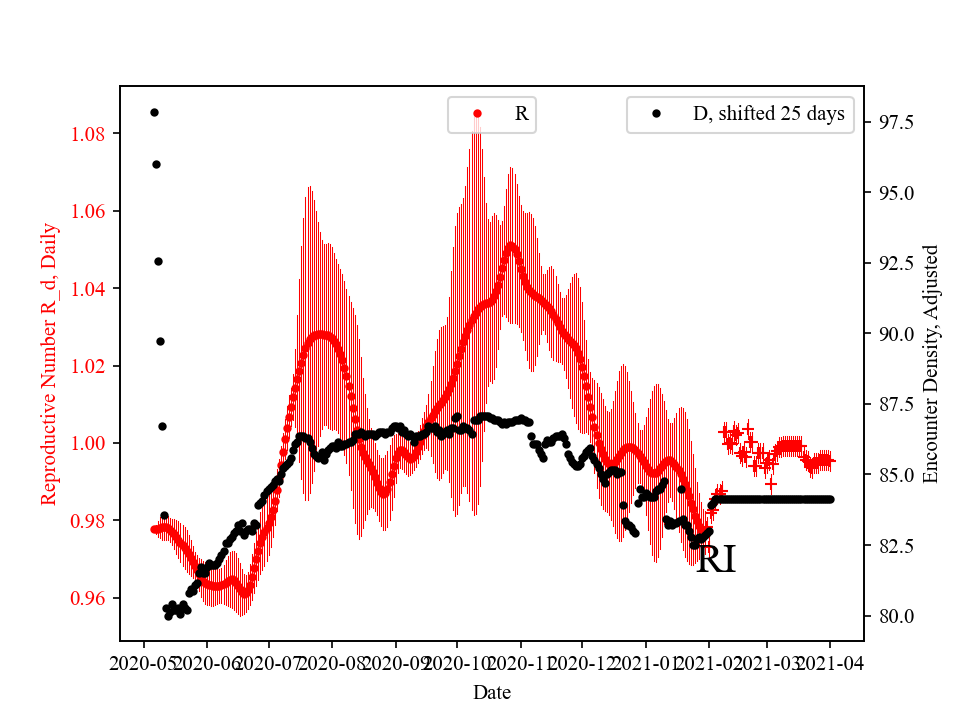 R
D, shifted 25 days
1.08
1.06
1.04
1.02
1.00
0.98
0.96
Reproductive Number R_d, Daily
97.5
95.0
92.5
90.0
87.5
85.0
82.5
80.0
Encounter Density, Adjusted
RI
2020-05 2020-06 2020-07 2020-08 2020-09 2020-10 2020-11 2020-12 2021-01 2021-02 2021-03 2021-04
Date